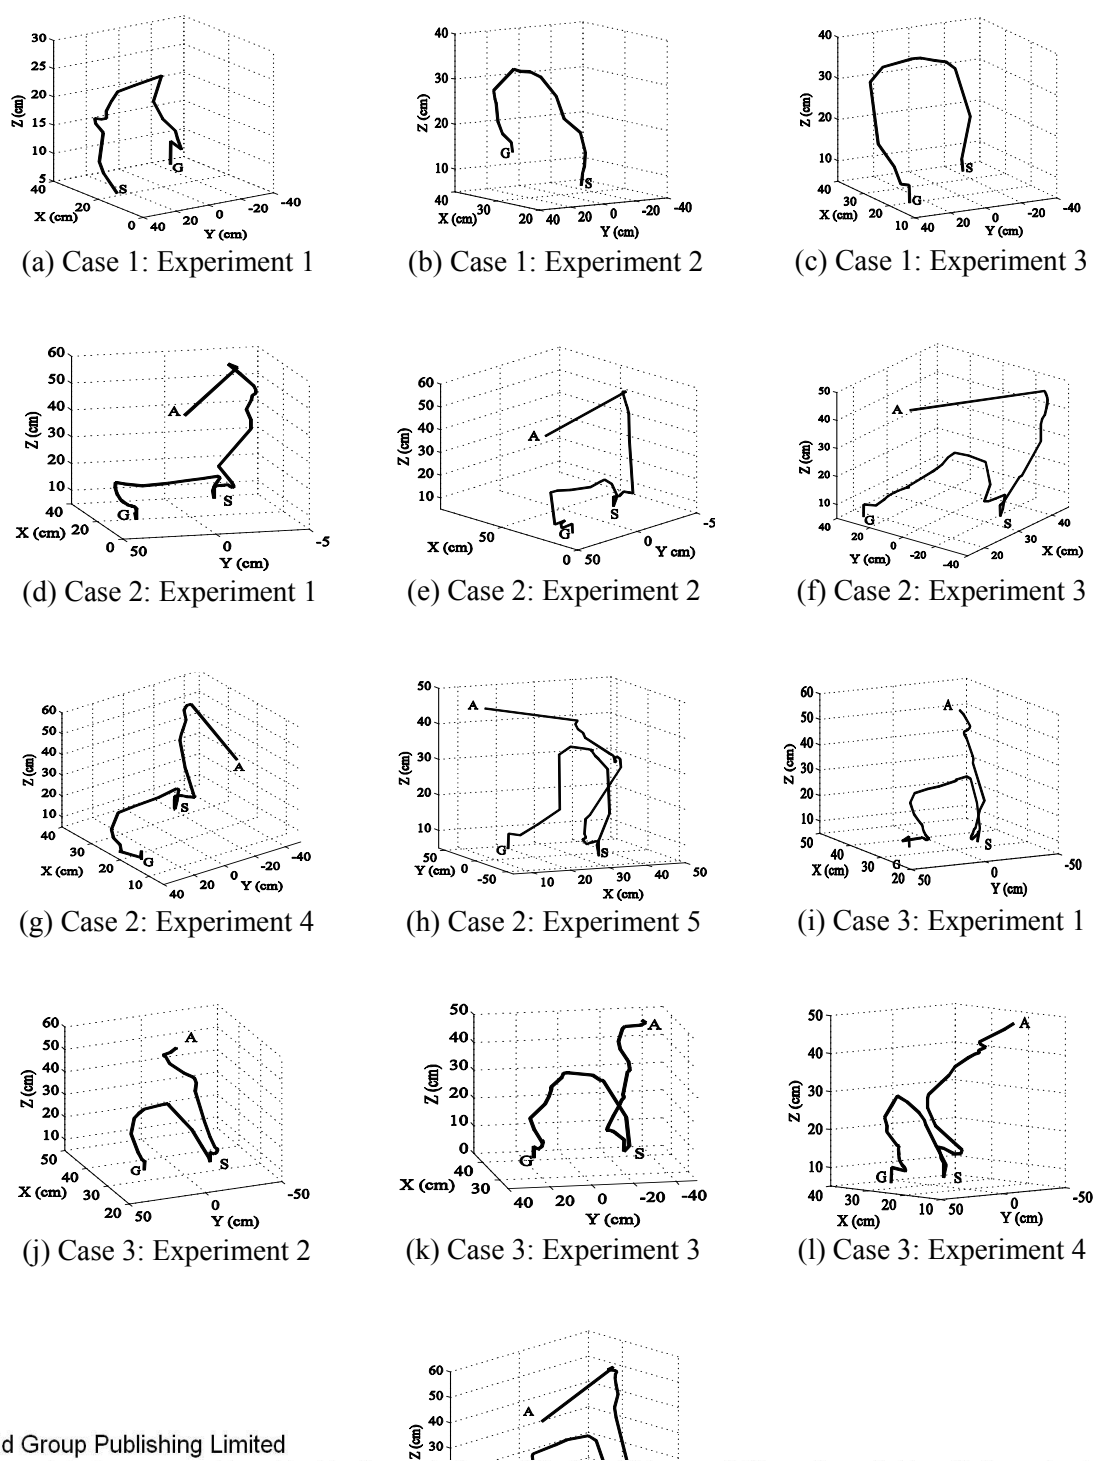 30
25
20
15
10
5
40
20
0
40
20
0
-20
-40
Z (cm)
X (cm)
Y (cm)
S
G
(a) Case 1: Experiment 1
40
30
20
10
40
30
20
40
20
0
-20
-40
Z (cm)
G
S
(b) Case 1: Experiment 2
40
30
20
10
40
30
20
10
40
20
0
-20
-40
Z (cm)
X (cm)
Y (cm)
S
G
(c) Case 1: Experiment 3
60
50
40
30
20
10
40
20
0
50
0
-5
Z (cm)
X (cm)
Y (cm)
A
S
G
(d) Case 2: Experiment 1
60
50
40
30
20
10
50
0
50
0
-5
Z (cm)
X (cm)
Y cm)
A
S
G
(e) Case 2: Experiment 2
50
40
30
20
10
40
20
0
-20
-40
20
30
40
Z (cm)
Y (cm)
X (cm)
A
G
S
(f) Case 2: Experiment 3
60
50
40
30
20
10
40
30
20
10
40
20
0
-20
-40
Z (cm)
X (cm)
Y (cm)
A
S
G
(g) Case 2: Experiment 4
50
40
30
20
10
50
0
-50
10
20
30
40
50
Z (cm)
Y (cm)
X (cm)
A
G
S
(h) Case 2: Experiment 5
60
50
40
30
20
10
50
40
30
20
50
0
-50
Z (cm)
X (cm)
Y (cm)
A
S
G
(i) Case 3: Experiment 1
60
50
40
30
20
10
50
40
30
20
50
0
-50
Z (cm)
X (cm)
Y (cm)
A
G
S
(j) Case 3: Experiment 2
50
40
30
20
10
0
40
30
40
20
0
-20
-40
Z (cm)
X (cm)
Y (cm)
A
G
S
(k) Case 3: Experiment 3
50
40
30
20
10
40
30
20
10
50
0
-50
Z (cm)
X (cm)
Y (cm)
A
G
S
(l) Case 3: Experiment 4
60
50
40
30
Z (cm)
A
d Group Publishing Limited